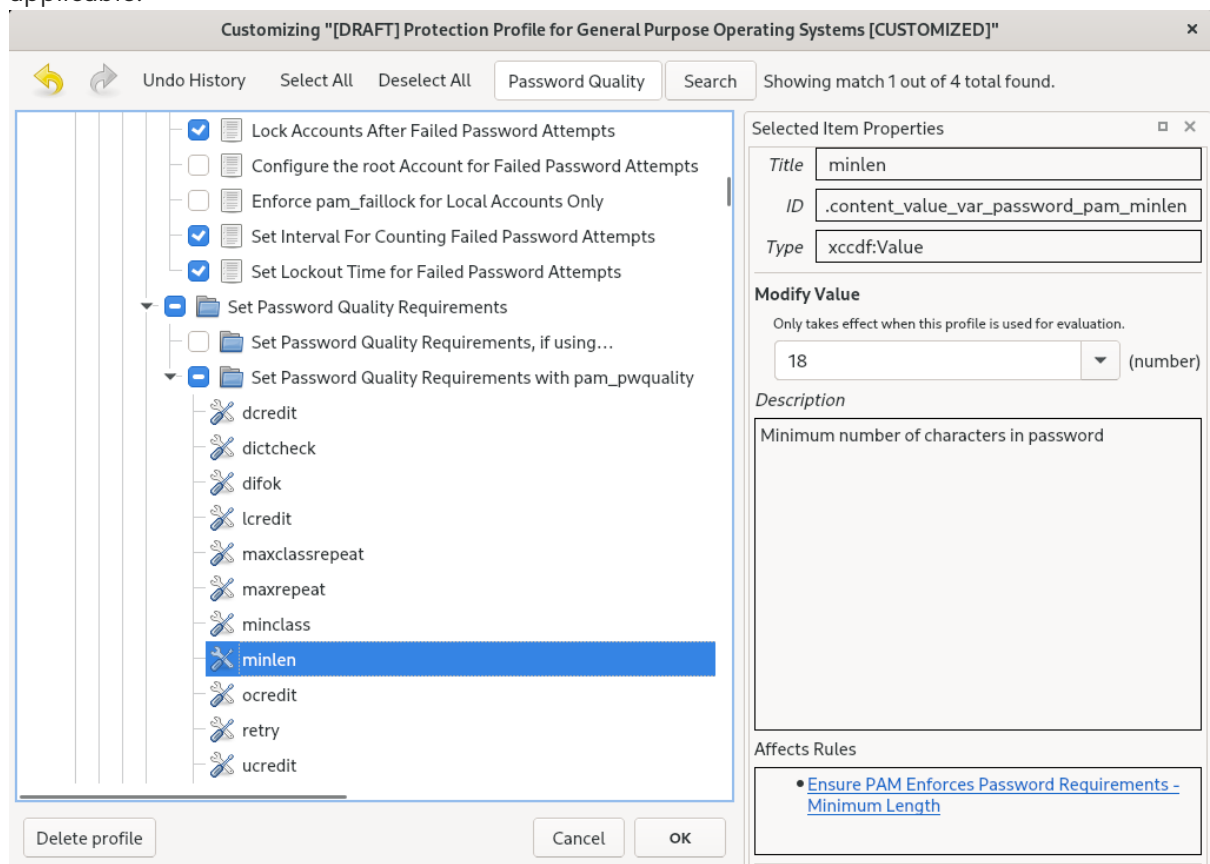 applicable.
Customizing "[DRAFT] Protection Profile for General Purpose Operating Systems [CUSTOMIZED]"
Undo History Select All Deselect All Password Quality Search Showing match 1 out of 4 total found.
Lock Accounts After Failed Password Attempts
Configure the root Account for Failed Password Attempts
Enforce pam_faillock for Local Accounts Only
Set Interval For Counting Failed Password Attempts
Set Lockout Time for Failed Password Attempts
Set Password Quality Requirements
Set Password Quality Requirements, if using...
Set Password Quality Requirements with pam_pwquality
dcredit
dictcheck
difok
lcredit
maxclassrepeat
maxrepeat
minclass
minlen
ocredit
retry
ucredit
Delete profile Cancel OK
Selected Item Properties
Title minlen
ID .content_value_var_password_pam_minlen
Type xccdf:Value
Modify Value
Only takes effect when this profile is used for evaluation.
18 (number)
Description
Minimum number of characters in password
Affects Rules
Ensure PAM Enforces Password Requirements -
Minimum Length